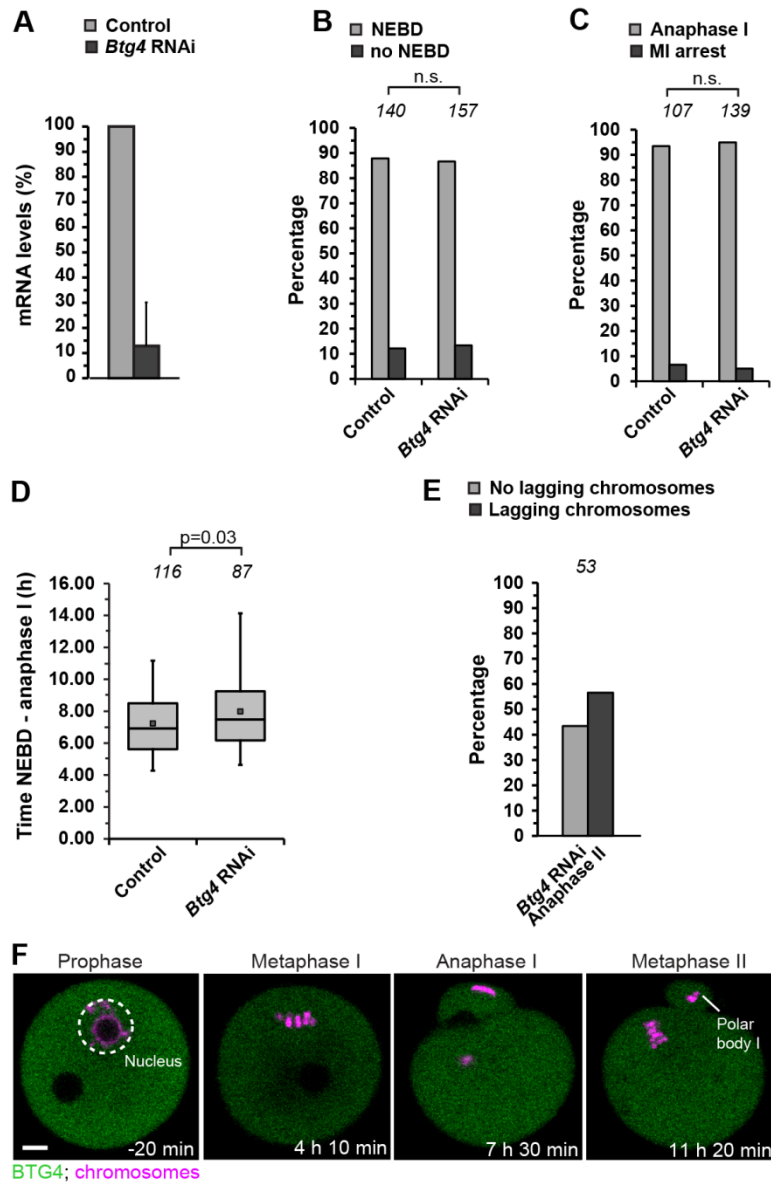 A
Control
Btg4 RNAi
mRNA levels (%)
100
90
80
70
60
50
40
30
20
10
0
B
NEBD
no NEBD
n.s.
140 157
Percentage
100
90
80
70
60
50
40
30
20
10
0
Control
Btg4 RNAi
C
Anaphase I
MI arrest
n.s.
107 139
Percentage
100
90
80
70
60
50
40
30
20
10
0
Control
Btg4 RNAi
D
p=0.03
116 87
Time NEBD - anaphase I (h)
16.00
14.00
12.00
10.00
8.00
6.00
4.00
2.00
0.00
Control
Btg4 RNAi
E
No lagging chromosomes
Lagging chromosomes
53
Percentage
100
90
80
70
60
50
40
30
20
10
0
Btg4 RNAi
Anaphase II
F
Prophase
Nucleus
-20 min
Metaphase I
4 h 10 min
Anaphase I
7 h 30 min
Metaphase II
Polar
body I
11 h 20 min
BTG4; chromosomes